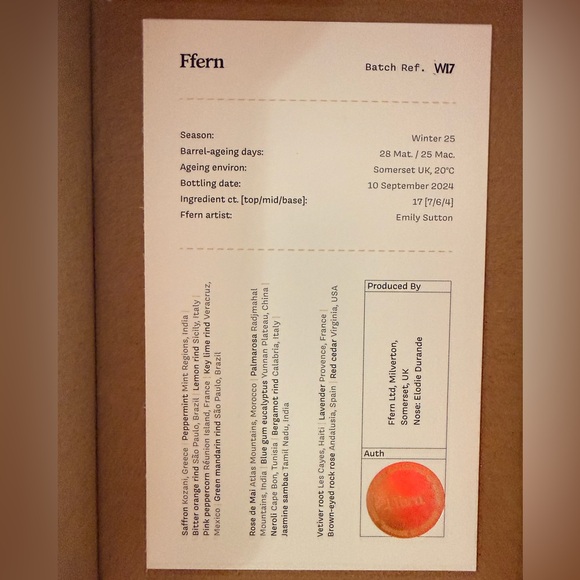 Ffern
Batch Ref. W17
Season: Winter 25
Barrel-ageing days: 28 Mat. / 25 Mac.
Ageing environ: Somerset UK, 20°C
Bottling date: 10 September 2024
Ingredient ct. [top/mid/base]: 17 [7/6/4]
Ffern artist: Emily Sutton
Saffron Kozani, Greece | Peppermint Mint Regions, India |
Bitter orange rind São Paulo, Brazil | Lemon rind Sicily, Italy |
Pink peppercorn Réunion Island, France | Key lime rind Veracruz,
Mexico | Green mandarin rind São Paulo, Brazil
Rose de Mai Atlas Mountains, Morocco | Palmarosa Radjmahal
Mountains, India | Blue gum eucalyptus Yunnan Plateau, China |
Neroli Cape Bon, Tunisia | Bergamot rind Calabria, Italy |
Jasmine sambac Tamil Nadu, India
Vetiver root Les Cayes, Haiti | Lavender Provence, France |
Brown-eyed rock rose Andalusia, Spain | Red cedar Virginia, USA
Produced By
Ffern Ltd, Milverton,
Somerset, UK
Nose: Elodie Durande
Auth
Ffern